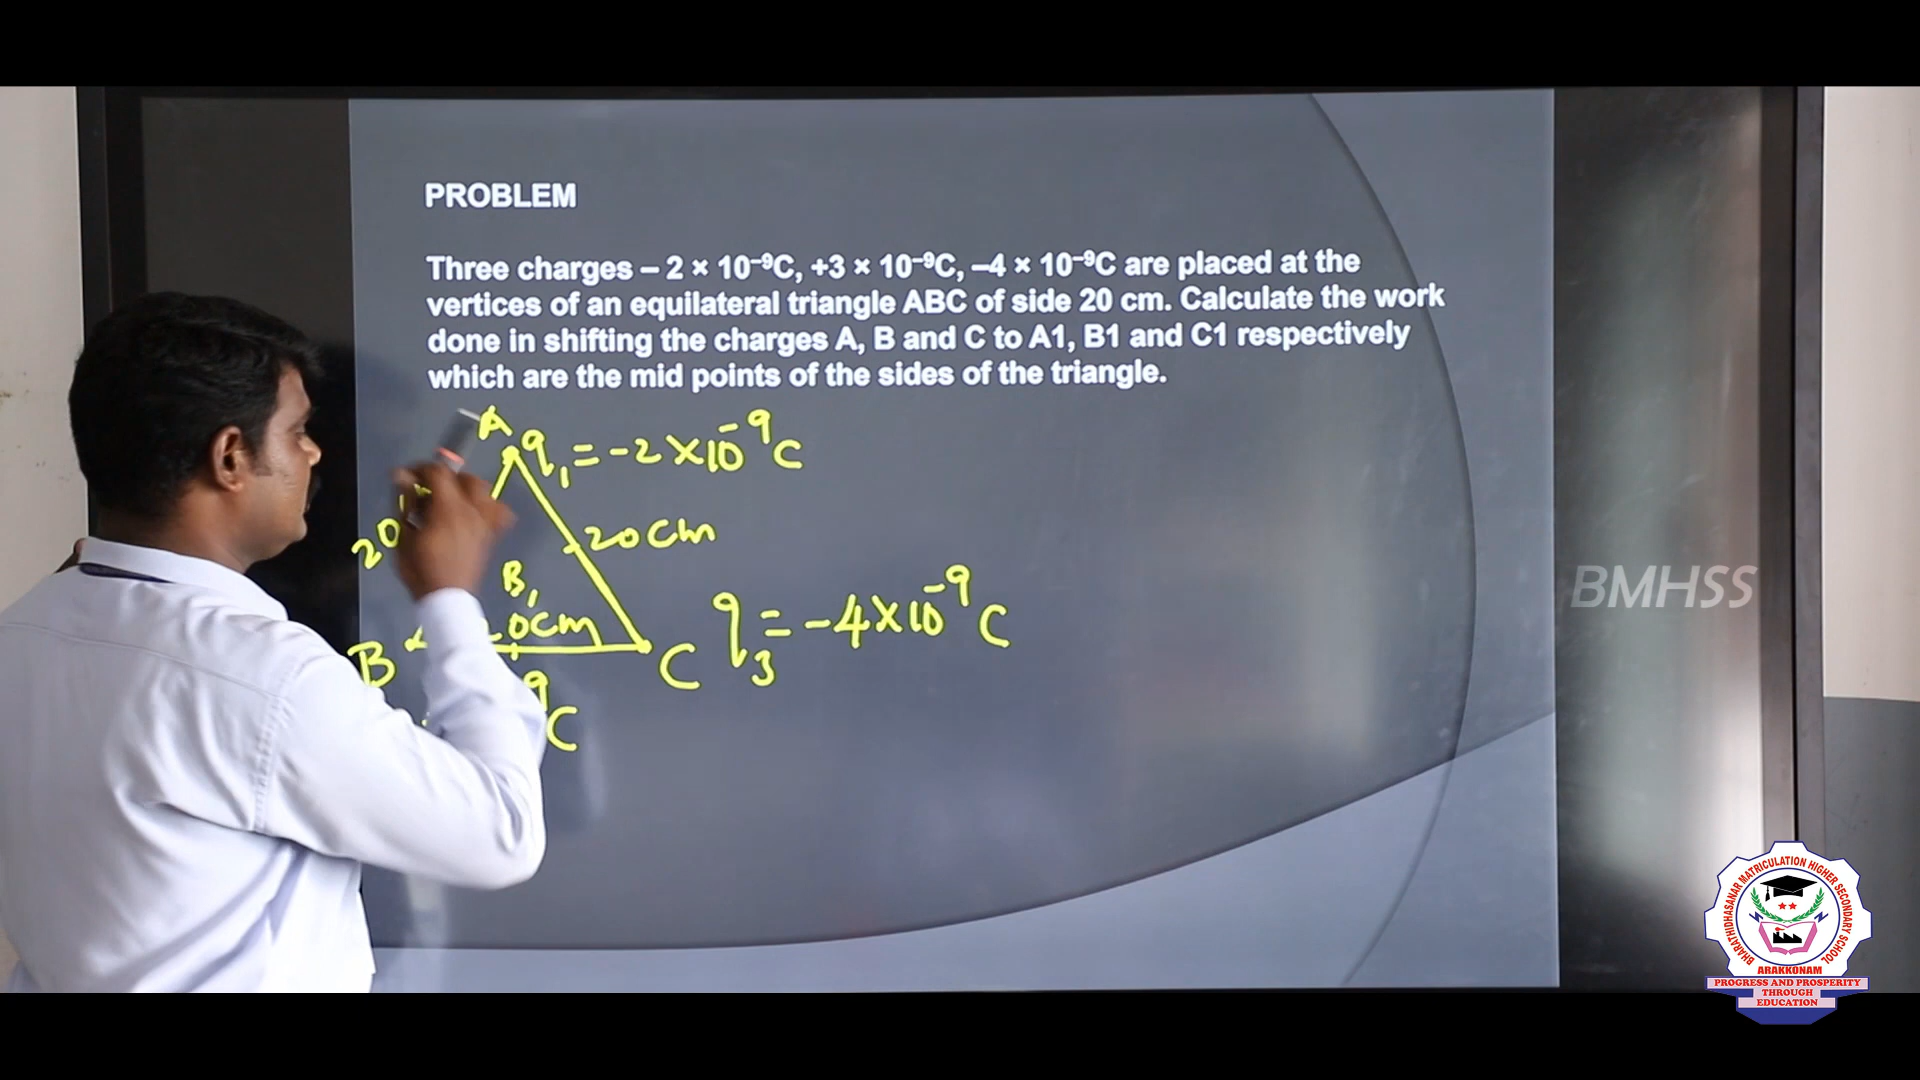 PROBLEM
Three charges – 2 × 10⁻⁹C, +3 × 10⁻⁹C, –4 × 10⁻⁹C are placed at the
vertices of an equilateral triangle ABC of side 20 cm. Calculate the work
done in shifting the charges A, B and C to A1, B1 and C1 respectively
which are the mid points of the sides of the triangle.
A q₁ = -2 × 10⁻⁹ C
20
20 cm
B₁
20cm
B
C q₃ = -4 × 10⁻⁹ C
9
C
BMHSS
BHARATHIDHASANAR MATRICULATION HIGHER SECONDARY SCHOOL
ARAKKONAM
PROGRESS AND PROSPERITY
THROUGH
EDUCATION